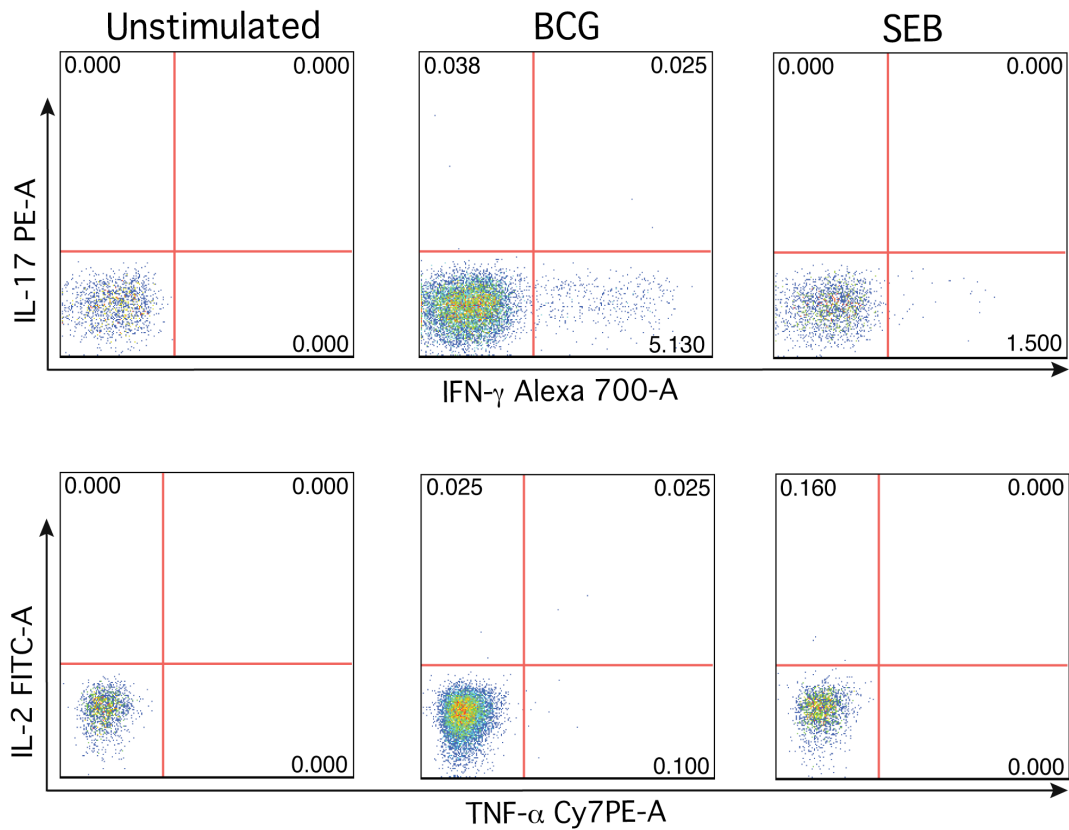 Unstimulated BCG SEB
0.000 0.000 0.038 0.025 0.000 0.000
IL-17 PE-A
0.000 5.130 1.500
IFN-γ Alexa 700-A
0.000 0.000 0.025 0.025 0.160 0.000
IL-2 FITC-A
0.000 0.100 0.000
TNF-α Cy7PE-A